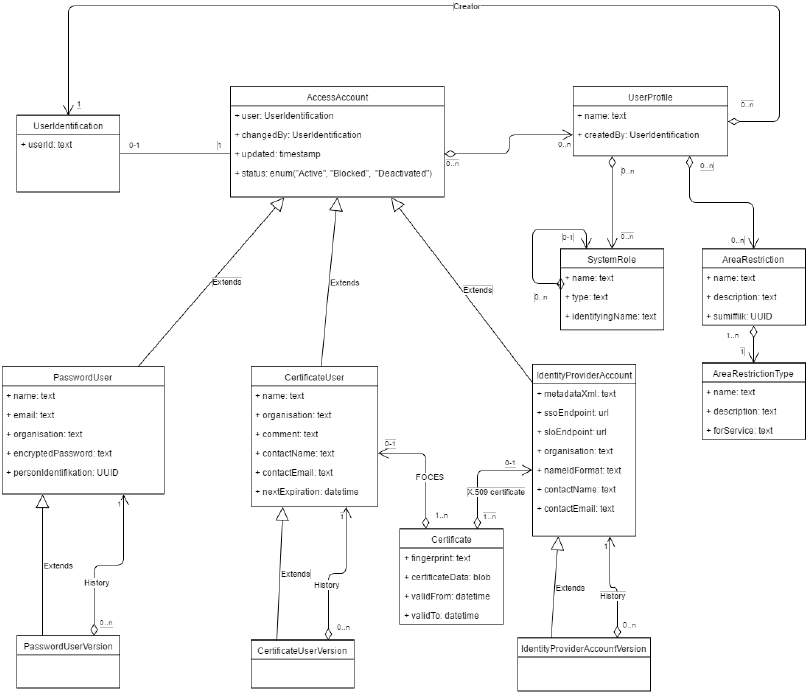 Creator
1
0..n
UserIdentification
+ userId: text
0-1
1
AccessAccount
+ user: UserIdentification
+ changedBy: UserIdentification
+ updated: timestamp
+ status: enum("Active", "Blocked", "Deactivated")
0..n
0..n
UserProfile
+ name: text
+ createdBy: UserIdentification
0..n
0..n
0..n
0..n
0-1
0..n
SystemRole
+ name: text
+ type: text
+ identifyingName: text
AreaRestriction
+ name: text
+ description: text
+ sumifflik: UUID
1..n
1
AreaRestrictionType
+ name: text
+ description: text
+ forService: text
Extends
Extends
Extends
PasswordUser
+ name: text
+ email: text
+ organisation: text
+ encryptedPassword: text
+ personIdentifikation: UUID
CertificateUser
+ name: text
+ organisation: text
+ comment: text
+ contactName: text
+ contactEmail: text
+ nextExpiration: datetime
IdentityProviderAccount
+ metadataXml: text
+ ssoEndpoint: url
+ sloEndpoint: url
+ organisation: text
+ nameIdFormat: text
+ contactName: text
+ contactEmail: text
0-1
FOCES
1..n
0-1
X.509 certificate
1..n
Certificate
+ fingerprint: text
+ certificateData: blob
+ validFrom: datetime
+ validTo: datetime
Extends
1
History
0..n
PasswordUserVersion
Extends
1
History
0..n
CertificateUserVersion
Extends
1
History
0..n
IdentityProviderAccountVersion